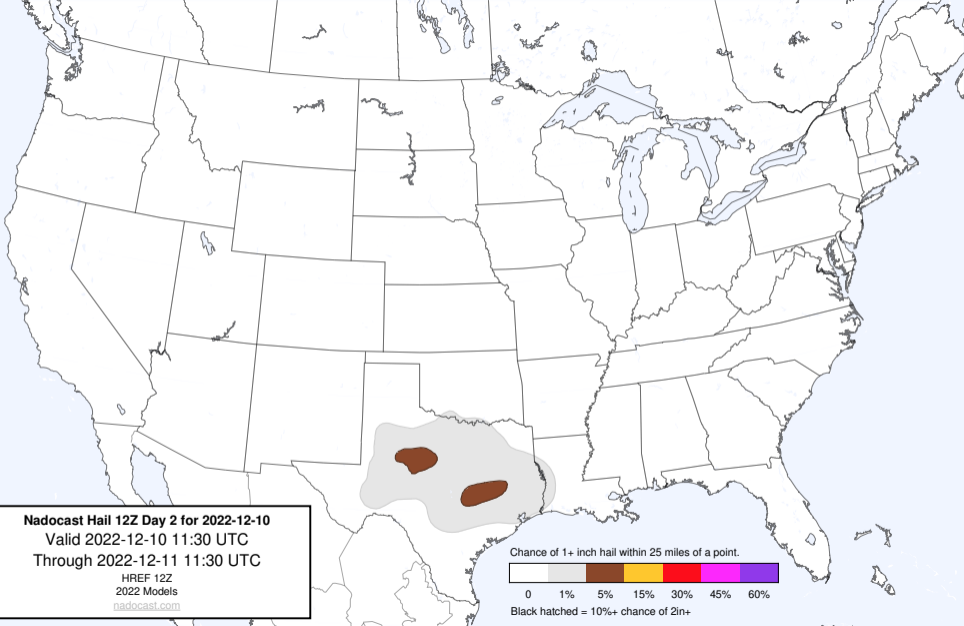 Nadocast Hail 12Z Day 2 for 2022-12-10
Valid 2022-12-10 11:30 UTC
Through 2022-12-11 11:30 UTC
HREF 12Z
2022 Models
nadocast.com
Chance of 1+ inch hail within 25 miles of a point.
0 1% 5% 15% 30% 45% 60%
Black hatched = 10%+ chance of 2in+